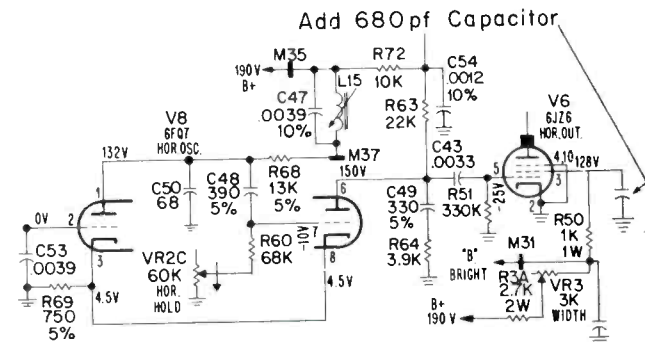 Add 680pf Capacitor
M35
190V
B+
L15
R72
10K
C54
.0012
10%
C47
.0039
10%
R63
22K
V6
6JZ6
HOR.OUT.
V8
6FQ7
HOR OSC.
M37
150V
C43
.0033
4,10
128V
5
3
2
132V
R68
13K
5%
C48
390
5%
C50
68
1
0V
2
3
6
7
8
-10V
C49
330
5%
R51
330K
-25V
R50
1K
1W
C53
.0039
VR2C
60K
HOR.
HOLD
R60
68K
R64
3.9K
M31
"B"
BRIGHT
R3A
2.7K
2W
VR3
3K
WIDTH
R69
750
5%
4.5V
4.5V
B+
190V